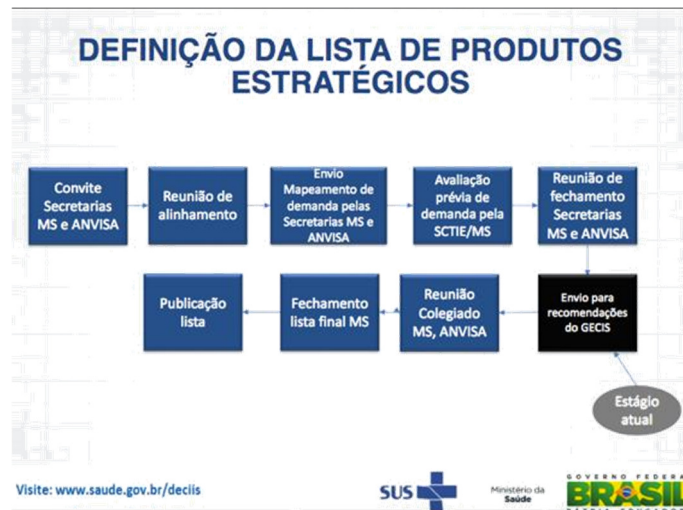 DEFINIÇÃO DA LISTA DE PRODUTOS
ESTRATÉGICOS
Convite
Secretarias
MS e ANVISA
Reunião de
alinhamento
Envio
Mapeamento de
demanda pelas
Secretarias MS e
ANVISA
Avaliação
prévia de
demanda pela
SCTIE/MS
Reunião de
fechamento
Secretarias
MS e ANVISA
Publicação
lista
Fechamento
lista final MS
Reunião
Colegiado
MS, ANVISA
Envio para
recomendações
do GECIS
Estágio
atual
Visite: www.saude.gov.br/deciis
SUS
Ministério da
Saúde
GOVERNO FEDERAL
BRASIL